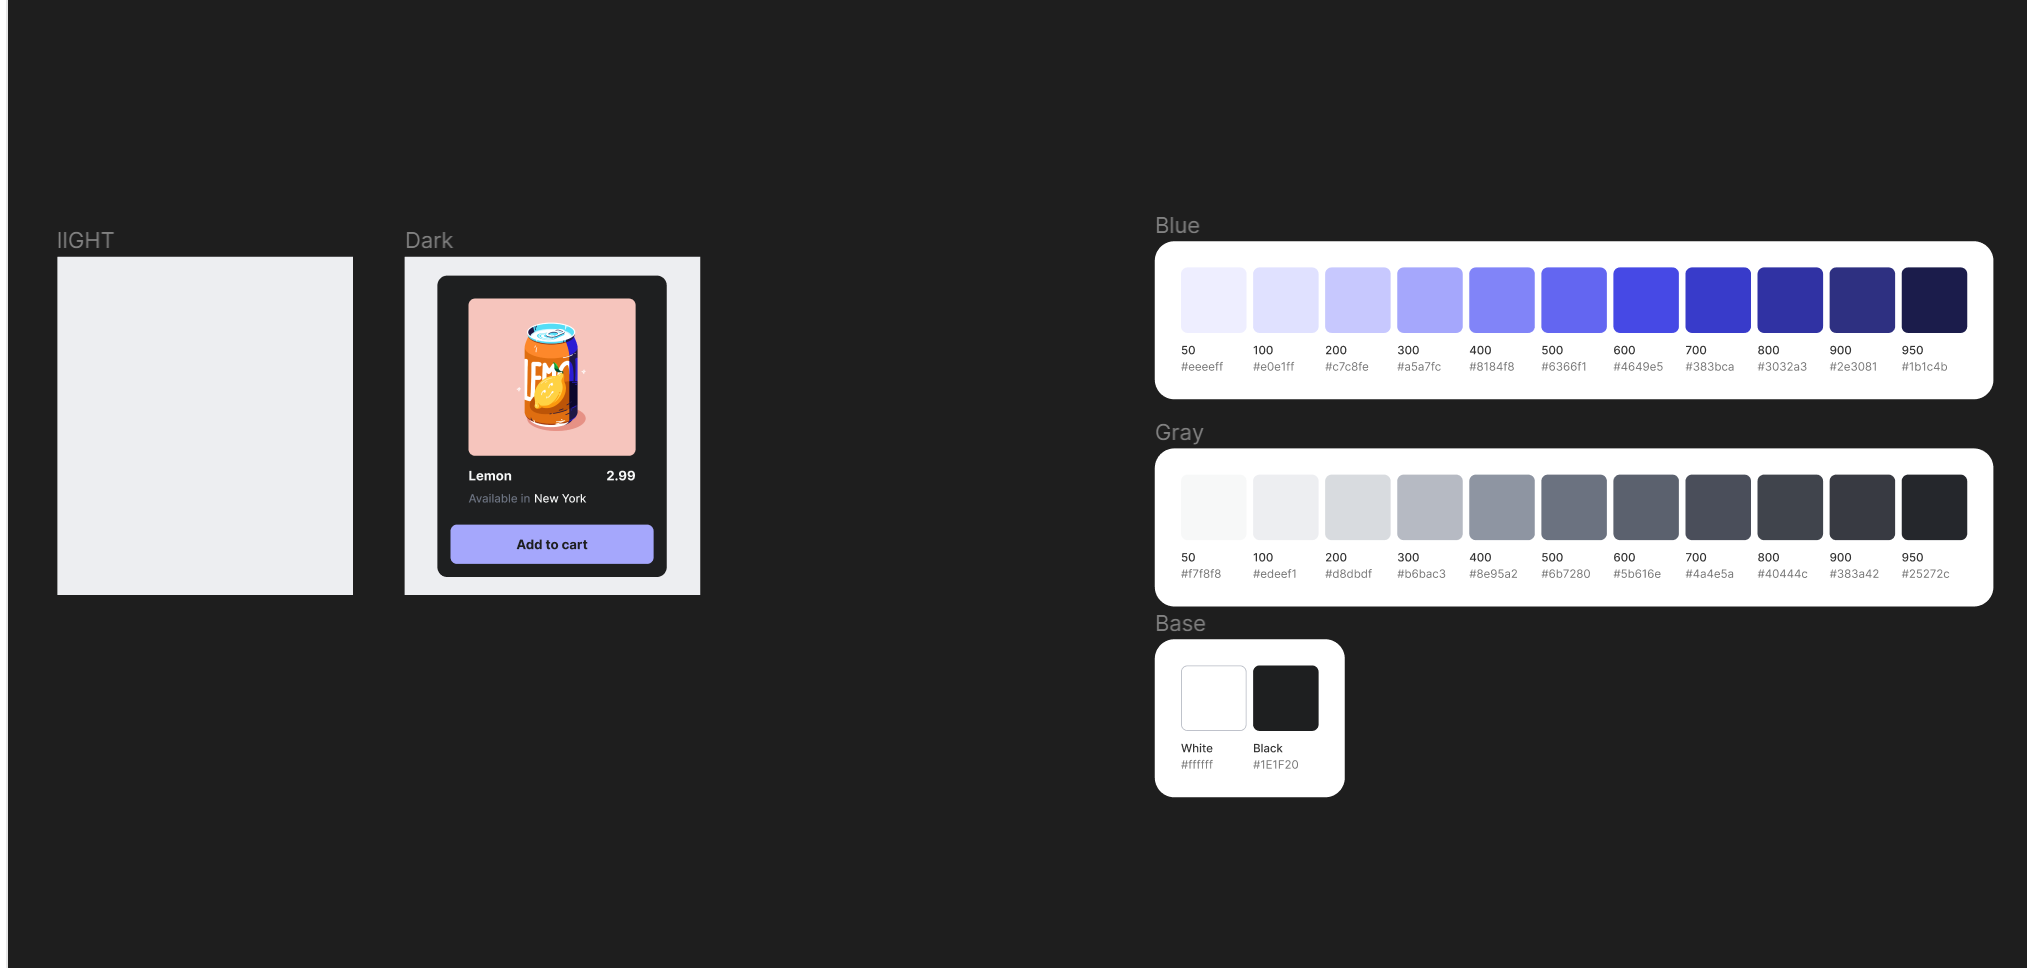 lIGHT
Dark
LEMO
Lemon 2.99
Available in New York
Add to cart
Blue
50 100 200 300 400 500 600 700 800 900 950
#eeeeff #e0e1ff #c7c8fe #a5a7fc #8184f8 #6366f1 #4649e5 #383bca #3032a3 #2e3081 #1b1c4b
Gray
50 100 200 300 400 500 600 700 800 900 950
#f7f8f8 #edeef1 #d8dbdf #b6bac3 #8e95a2 #6b7280 #5b616e #4a4e5a #40444c #383a42 #25272c
Base
White Black
#ffffff #1E1F20